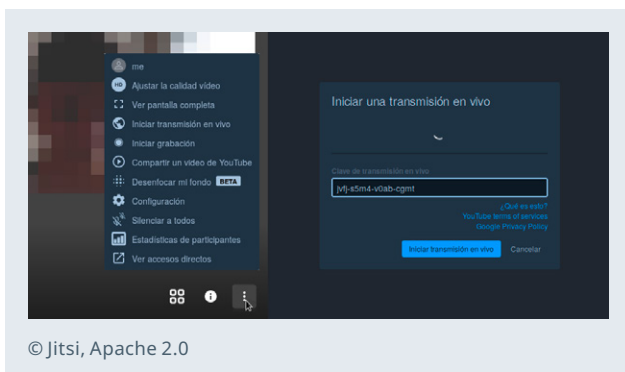 me
HD
Ajustar la calidad vídeo
Ver pantalla completa
Iniciar transmisión en vivo
Iniciar grabación
Compartir un video de YouTube
Desenfocar mi fondo BETA
Configuración
Silenciar a todos
Estadísticas de participantes
Ver accesos directos
Iniciar una transmisión en vivo
Clave de transmisión en vivo
jvfj-s5m4-v0ab-cgmt
¿Qué es esto?
YouTube terms of services
Google Privacy Policy
Iniciar transmisión en vivo Cancelar
© Jitsi, Apache 2.0